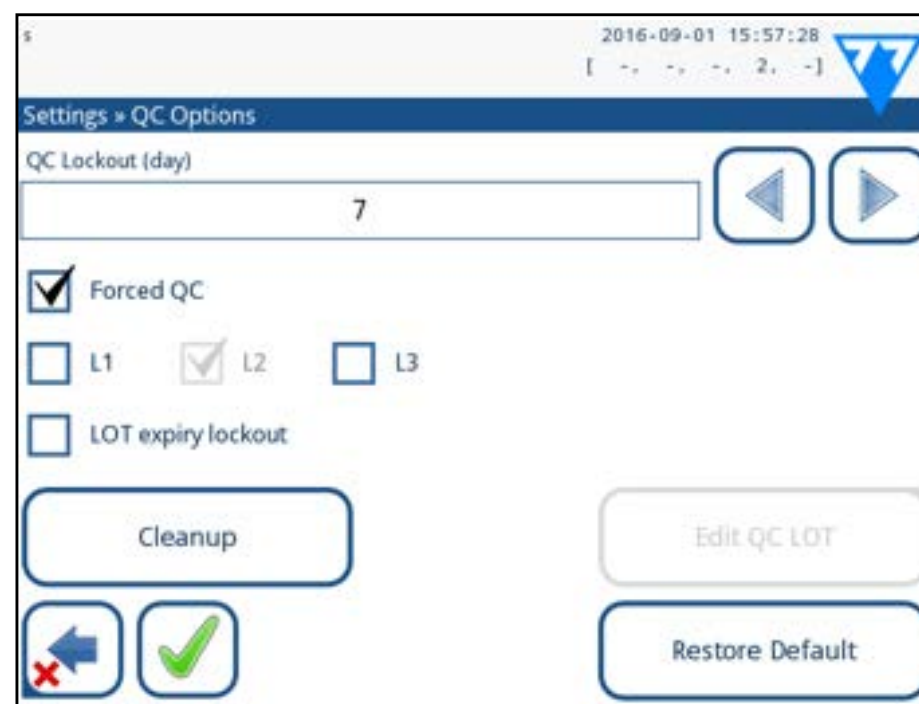 s
2016-09-01 15:57:28
[ -, -, -, 2, -]
77
Settings » QC Options
QC Lockout (day)
7
Forced QC
L1 L2 L3
LOT expiry lockout
Cleanup
Edit QC LOT
Restore Default